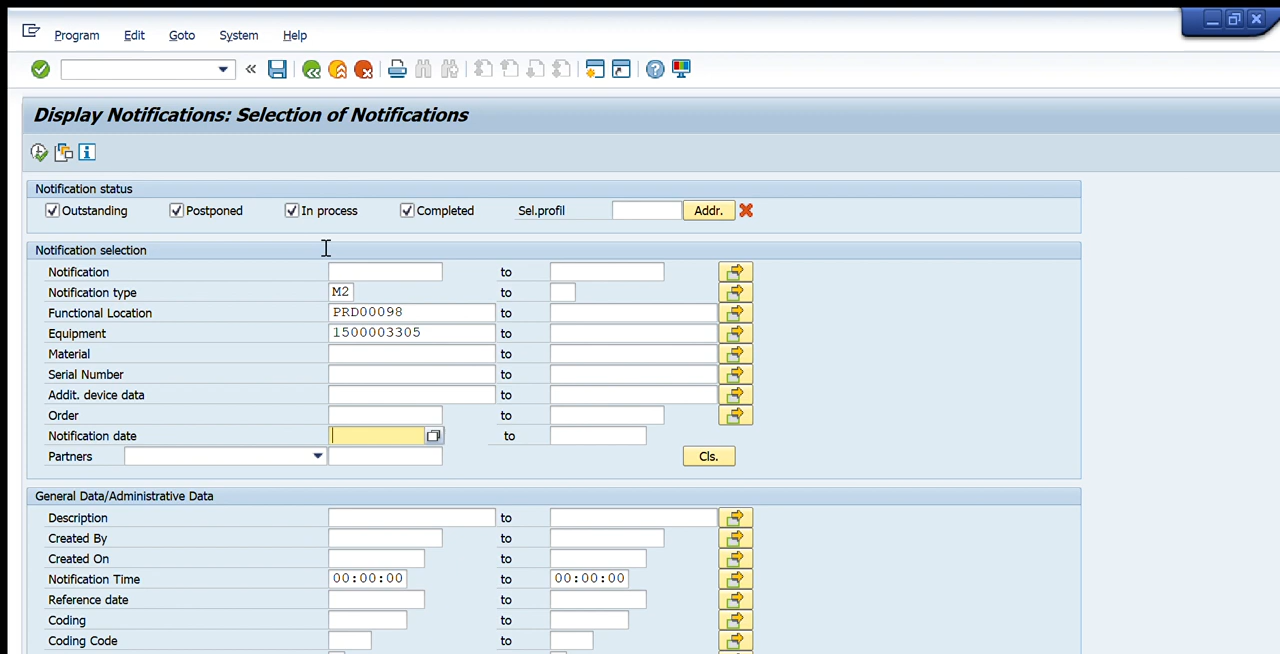 Program Edit Goto System Help
Display Notifications: Selection of Notifications
Notification status
Outstanding Postponed In process Completed Sel.profil Addr.
Notification selection
Notification to
Notification type M2 to
Functional Location PRD00098 to
Equipment 1500003305 to
Material to
Serial Number to
Addit. device data to
Order to
Notification date to
Partners Cls.
General Data/Administrative Data
Description to
Created By to
Created On to
Notification Time 00:00:00 to 00:00:00
Reference date to
Coding to
Coding Code to